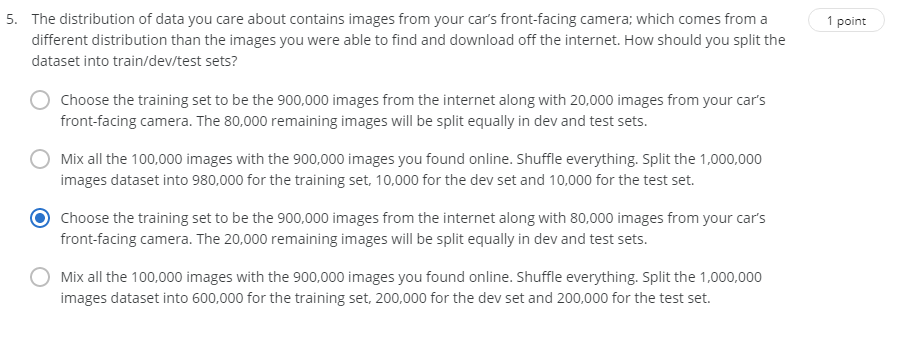 5. The distribution of data you care about contains images from your car's front-facing camera; which comes from a
1 point
different distribution than the images you were able to find and download off the internet. How should you split the
dataset into train/dev/test sets?
Choose the training set to be the 900,000 images from the internet along with 20,000 images from your car's
front-facing camera. The 80,000 remaining images will be split equally in dev and test sets.
Mix all the 100,000 images with the 900,000 images you found online. Shuffle everything. Split the 1,000,000
images dataset into 980,000 for the training set, 10,000 for the dev set and 10,000 for the test set.
Choose the training set to be the 900,000 images from the internet along with 80,000 images from your car's
front-facing camera. The 20,000 remaining images will be split equally in dev and test sets.
Mix all the 100,000 images with the 900,000 images you found online. Shuffle everything. Split the 1,000,000
images dataset into 600,000 for the training set, 200,000 for the dev set and 200,000 for the test set.